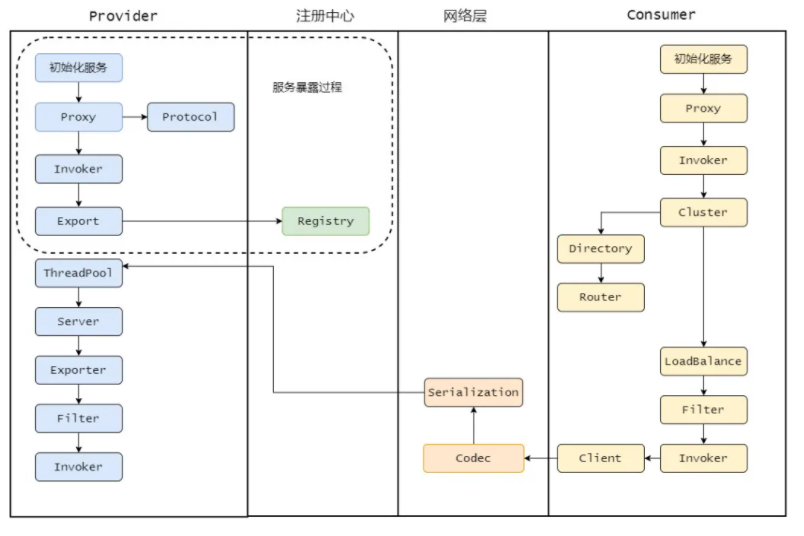 Provider
注册中心
网络层
Consumer
初始化服务
服务暴露过程
Proxy
Protocol
Invoker
Export
Registry
ThreadPool
Server
Exporter
Filter
Invoker
Serialization
Codec
初始化服务
Proxy
Invoker
Cluster
Directory
Router
LoadBalance
Filter
Invoker
Client